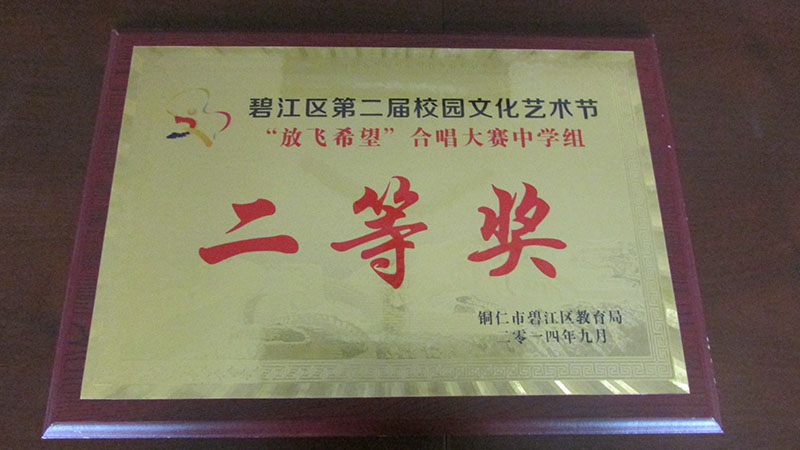 碧江区第二届校园文化艺术节
“放飞希望”合唱大赛中学组
二等奖
铜仁市碧江区教育局
二零一四年九月